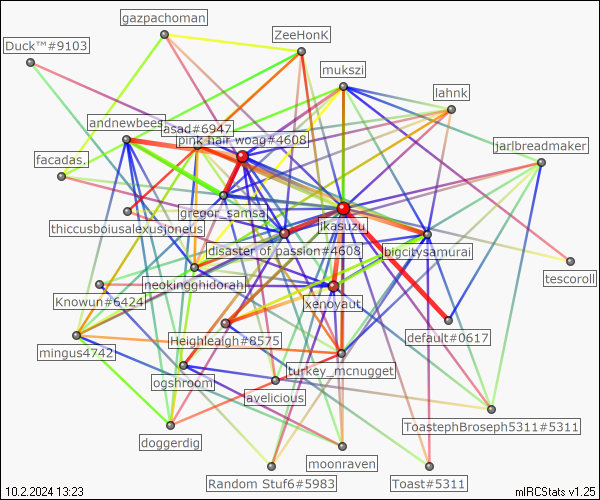 gazpachoman
ZeeHonK
Duck™#9103
mukszi
lahnk
andnewbees
asad#6947
pink hair woag#4608
jarlbreadmaker
facadas.
gregor_samsa
jkasuzu
thiccusboiusalexusjoneus
disaster of passion#4608
bigcitysamurai
tescoroll
neokingghidorah
Knowun#6424
xenoyaut
default#0617
Heighleaigh#8575
mingus4742
turkey_mcnugget
ogshroom
avelicious
ToastephBroseph5311#5311
doggerdig
moonraven
Random Stuf6#5983
Toast#5311
10.2.2024 13:23
mIRCStats v1.25